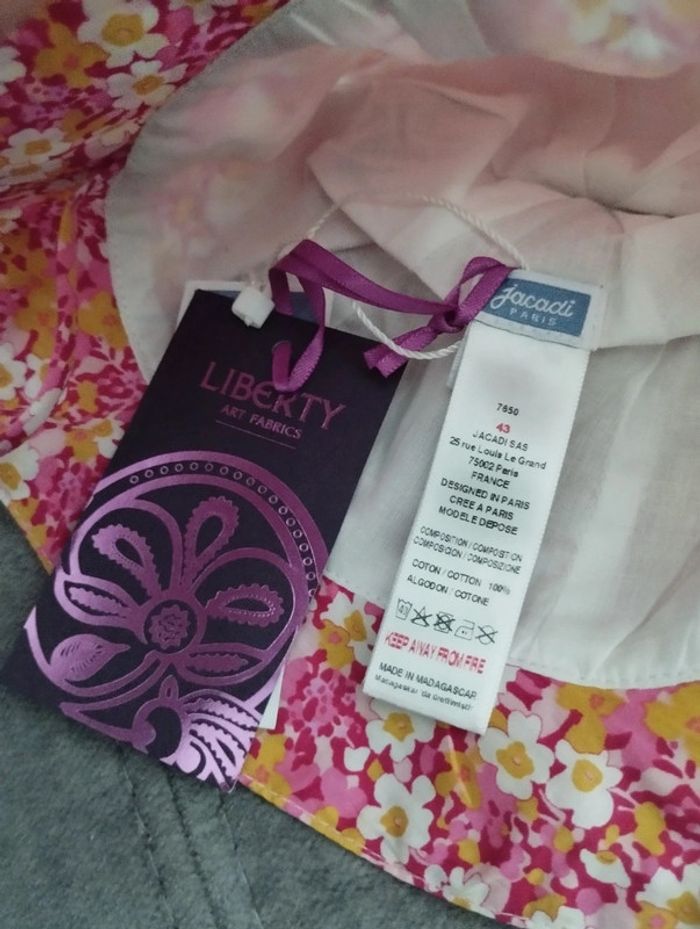 LIBERTY
ART FABRICS
jacadi
PARIS
7650
43
JACADI SAS
25 rue Louis Le Grand
75002 Paris
FRANCE
DESIGNED IN PARIS
CREE A PARIS
MODELE DEPOSE
COMPOSITION / COMPOSITION
COMPOSICION / COMPOSIZIONE
COTON / COTTON 100%
ALGODON / COTONE
KEEP AWAY FROM FIRE
MADE IN MADAGASCAR